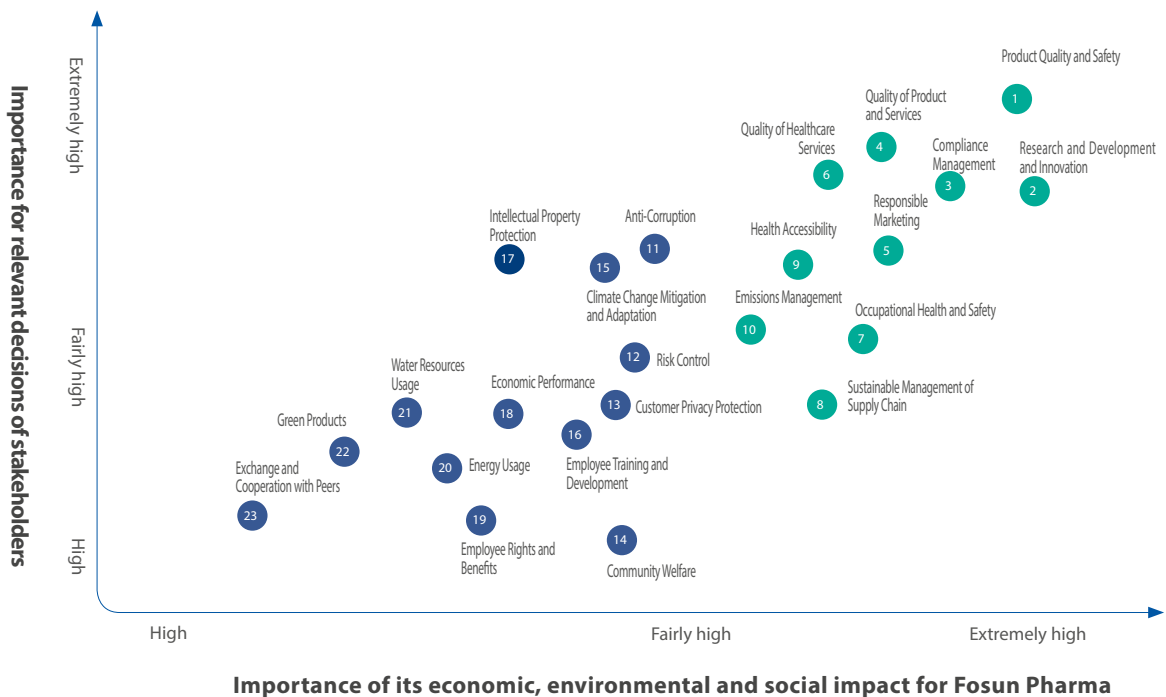 Product Quality and Safety
1
Quality of Product
and Services
4
Quality of Healthcare
Services
6
Compliance
Management
3
Research and Development
and Innovation
2
Responsible
Marketing
5
Intellectual Property
Protection
17
Anti-Corruption
11
15
Climate Change Mitigation
and Adaptation
Health Accessibility
9
Emissions Management
10
Occupational Health and Safety
7
12
Risk Control
Water Resources
Usage
21
Economic Performance
18
13
Customer Privacy Protection
8
Sustainable Management of
Supply Chain
Green Products
22
16
Employee Training and
Development
20
Energy Usage
Exchange and
Cooperation with Peers
23
19
Employee Rights and
Benefits
14
Community Welfare
Importance for relevant decisions of stakeholders
Extremely high
Fairly high
High
High
Fairly high
Extremely high
Importance of its economic, environmental and social impact for Fosun Pharma